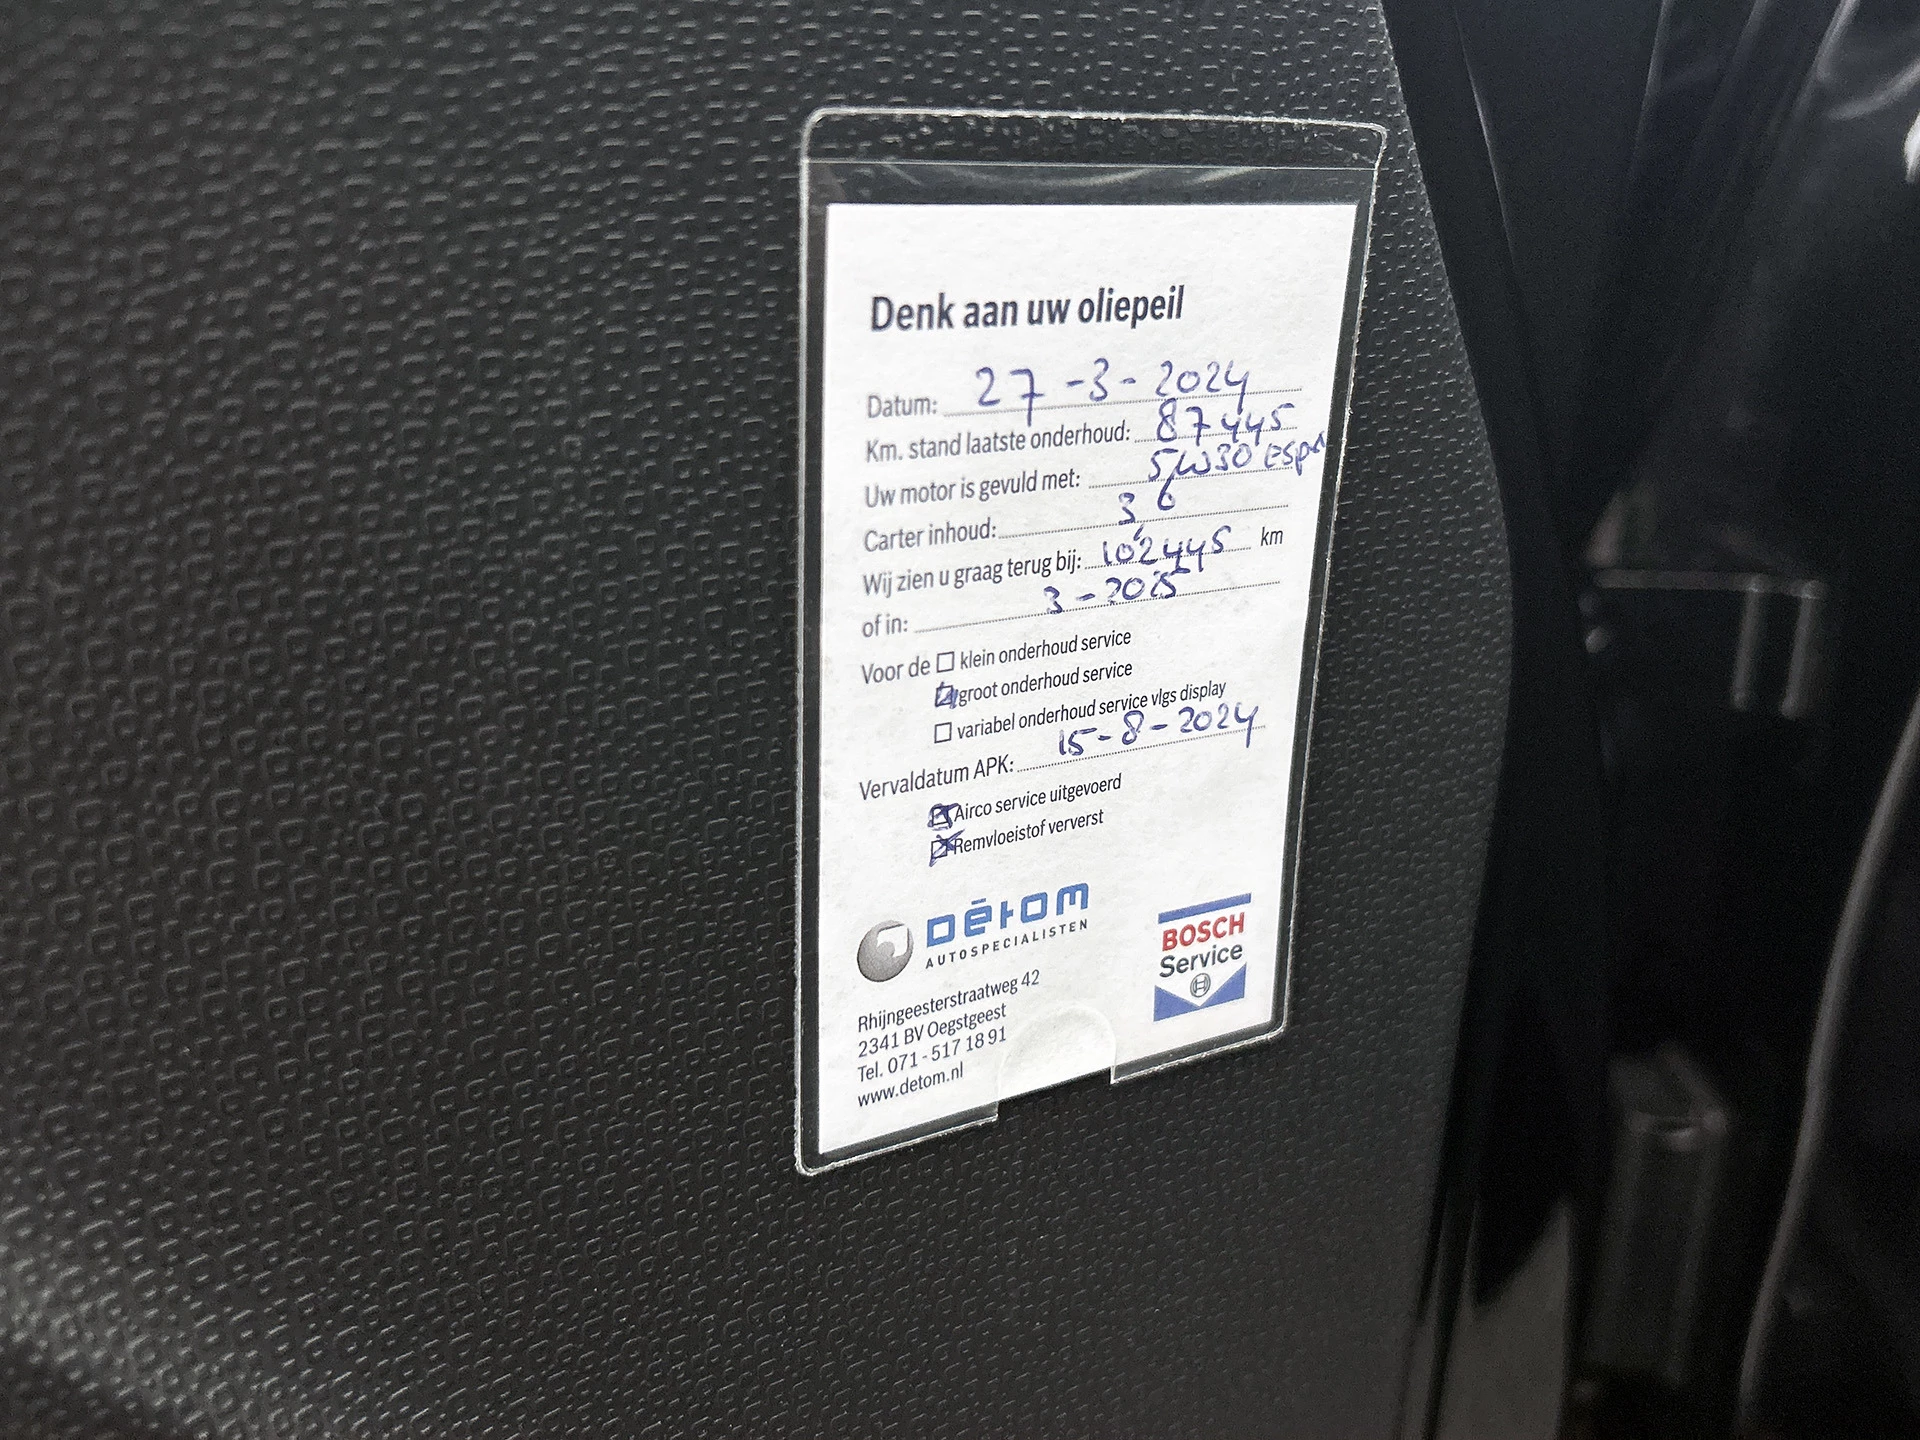 Denk aan uw oliepeil
Datum: 27-3-2024
Km. stand laatste onderhoud: 87445
Uw motor is gevuld met: 5W30
Carter inhoud: 3,6
Wij zien u graag terug bij: 102445 km
of in: 3-2025
Voor de klein onderhoud service
groot onderhoud service
variabel onderhoud service vlgs display
Vervaldatum APK: 15-8-2024
Airco service uitgevoerd
Remvloeistof ververst
Détom
AUTOSPECIALISTEN
BOSCH
Service
Rhijngeesterstraatweg 42
2341 BV Oegstgeest
Tel. 071 - 517 18 91
www.detom.nl